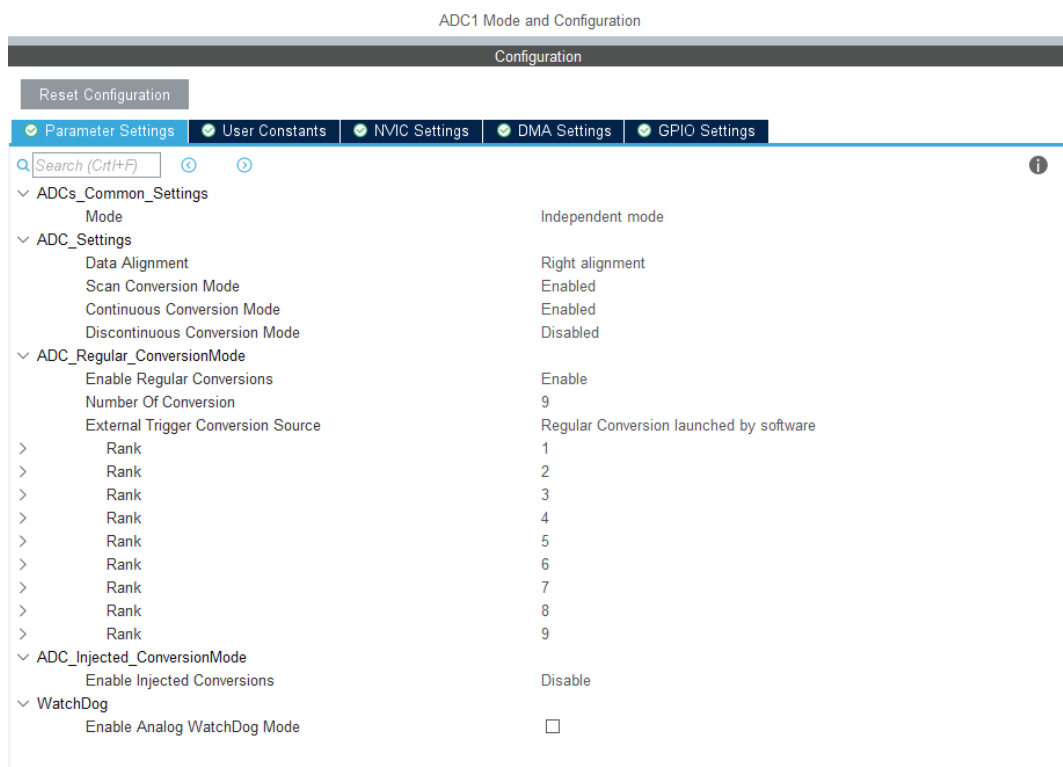 ADC1 Mode and Configuration
Configuration
Reset Configuration
Parameter Settings User Constants NVIC Settings DMA Settings GPIO Settings
Search (Crtl+F)
ADCs_Common_Settings
Mode Independent mode
ADC_Settings
Data Alignment Right alignment
Scan Conversion Mode Enabled
Continuous Conversion Mode Enabled
Discontinuous Conversion Mode Disabled
ADC_Regular_ConversionMode
Enable Regular Conversions Enable
Number Of Conversion 9
External Trigger Conversion Source Regular Conversion launched by software
Rank 1
Rank 2
Rank 3
Rank 4
Rank 5
Rank 6
Rank 7
Rank 8
Rank 9
ADC_Injected_ConversionMode
Enable Injected Conversions Disable
WatchDog
Enable Analog WatchDog Mode